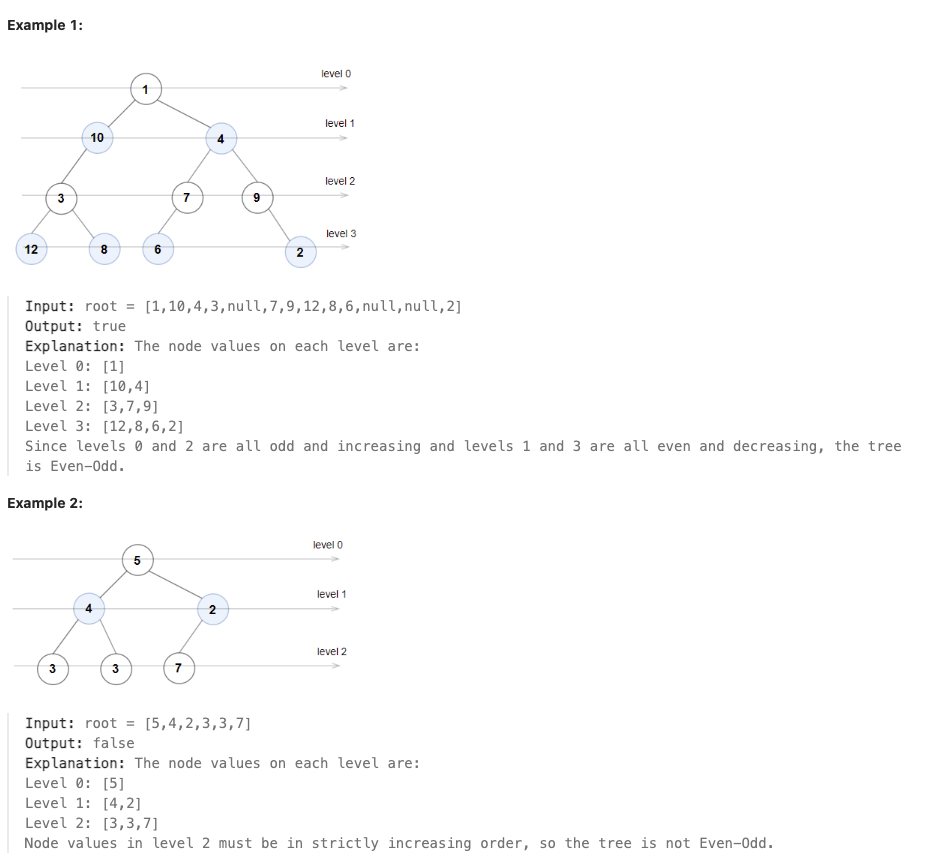 Example 1:
level 0
1
level 1
10 4
level 2
3 7 9
level 3
12 8 6 2
Input: root = [1,10,4,3,null,7,9,12,8,6,null,null,2]
Output: true
Explanation: The node values on each level are:
Level 0: [1]
Level 1: [10,4]
Level 2: [3,7,9]
Level 3: [12,8,6,2]
Since levels 0 and 2 are all odd and increasing and levels 1 and 3 are all even and decreasing, the tree
is Even-Odd.
Example 2:
level 0
5
level 1
4 2
level 2
3 3 7
Input: root = [5,4,2,3,3,7]
Output: false
Explanation: The node values on each level are:
Level 0: [5]
Level 1: [4,2]
Level 2: [3,3,7]
Node values in level 2 must be in strictly increasing order, so the tree is not Even-Odd.